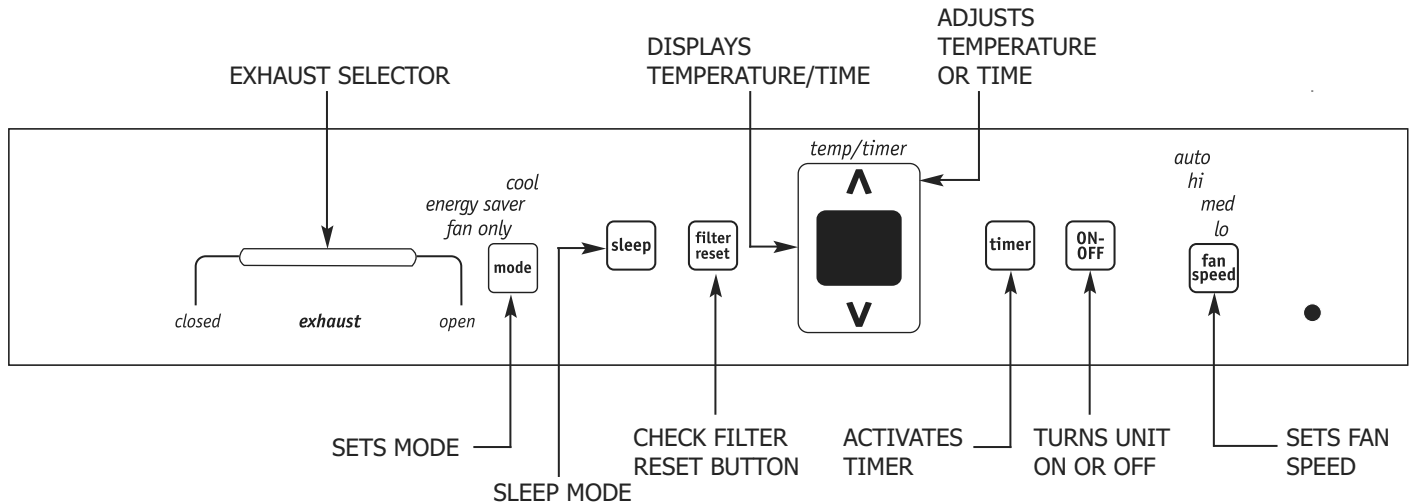 ADJUSTS
TEMPERATURE
OR TIME
DISPLAYS
TEMPERATURE/TIME
EXHAUST SELECTOR
temp/timer
auto
hi
med
lo
cool
energy saver
fan only
mode
sleep
filter
reset
timer
ON-
OFF
fan
speed
closed
exhaust
open
SETS MODE
SLEEP MODE
CHECK FILTER
RESET BUTTON
ACTIVATES
TIMER
TURNS UNIT
ON OR OFF
SETS FAN
SPEED